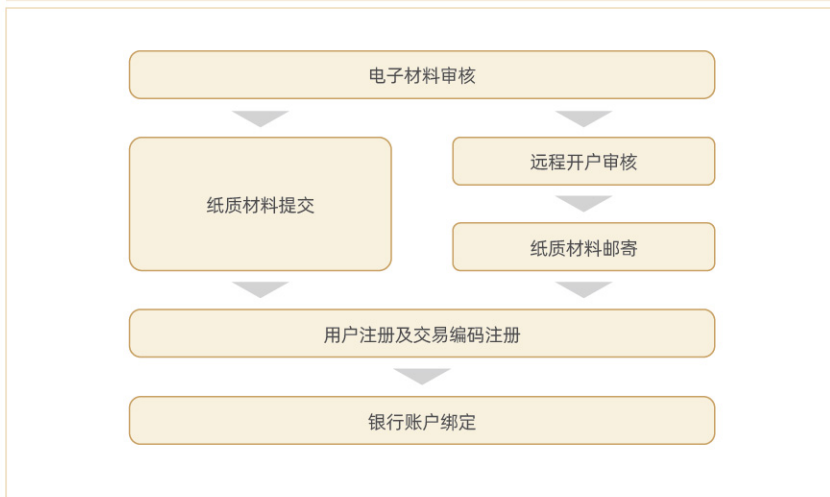 电子材料审核
纸质材料提交
远程开户审核
纸质材料邮寄
用户注册及交易编码注册
银行账户绑定